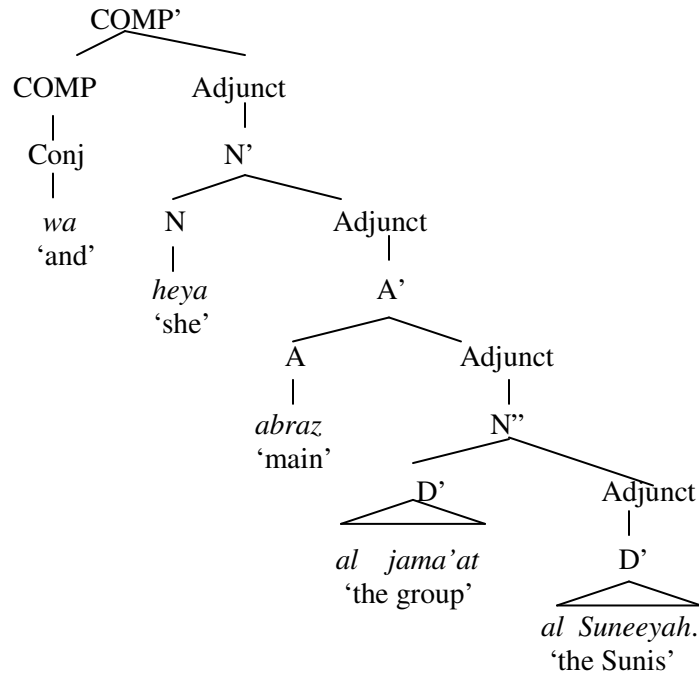 COMP’
COMP Adjunct
Conj N’
wa N Adjunct
‘and’
heya A’
‘she’
A Adjunct
abraz N’’
‘main’
D’ Adjunct
al jama’at D’
‘the group’
al Suneeyah.
‘the Sunis’